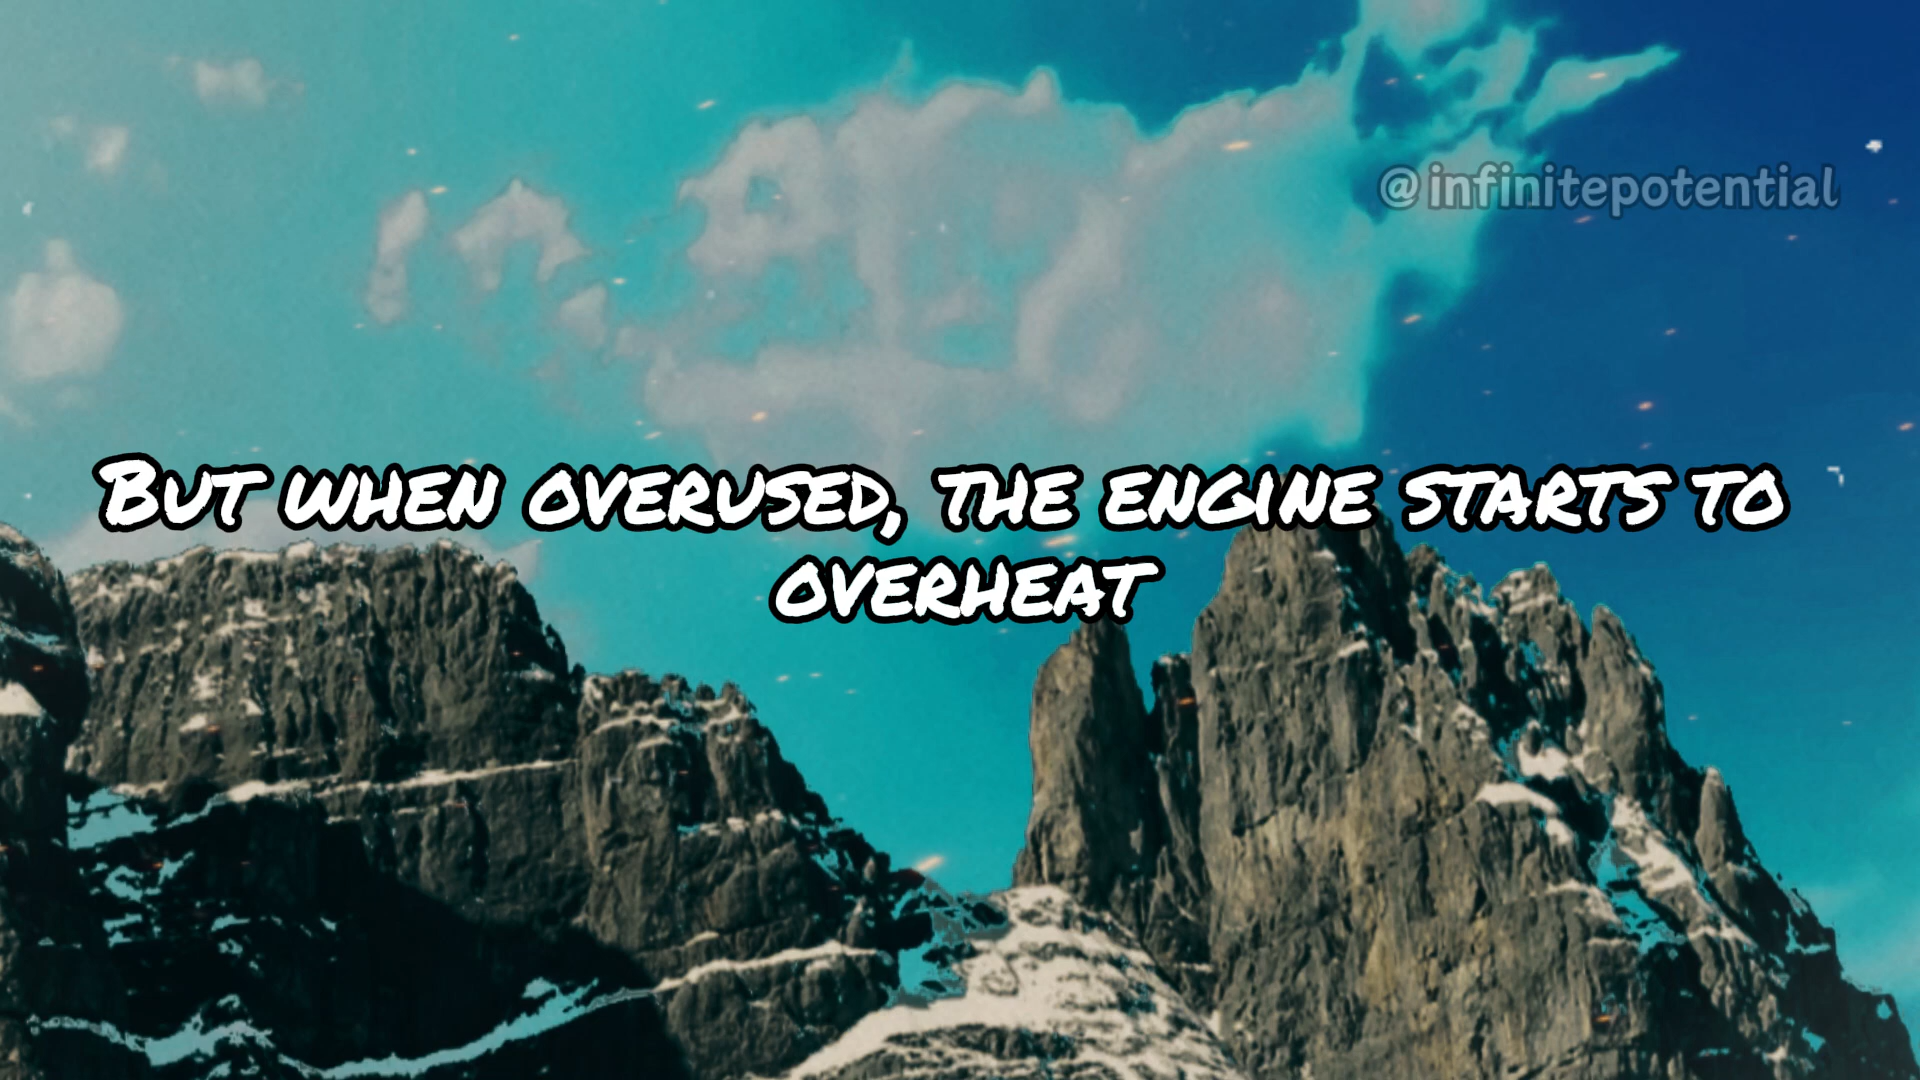 @infinitepotential
But when overused, the engine starts to
overheat